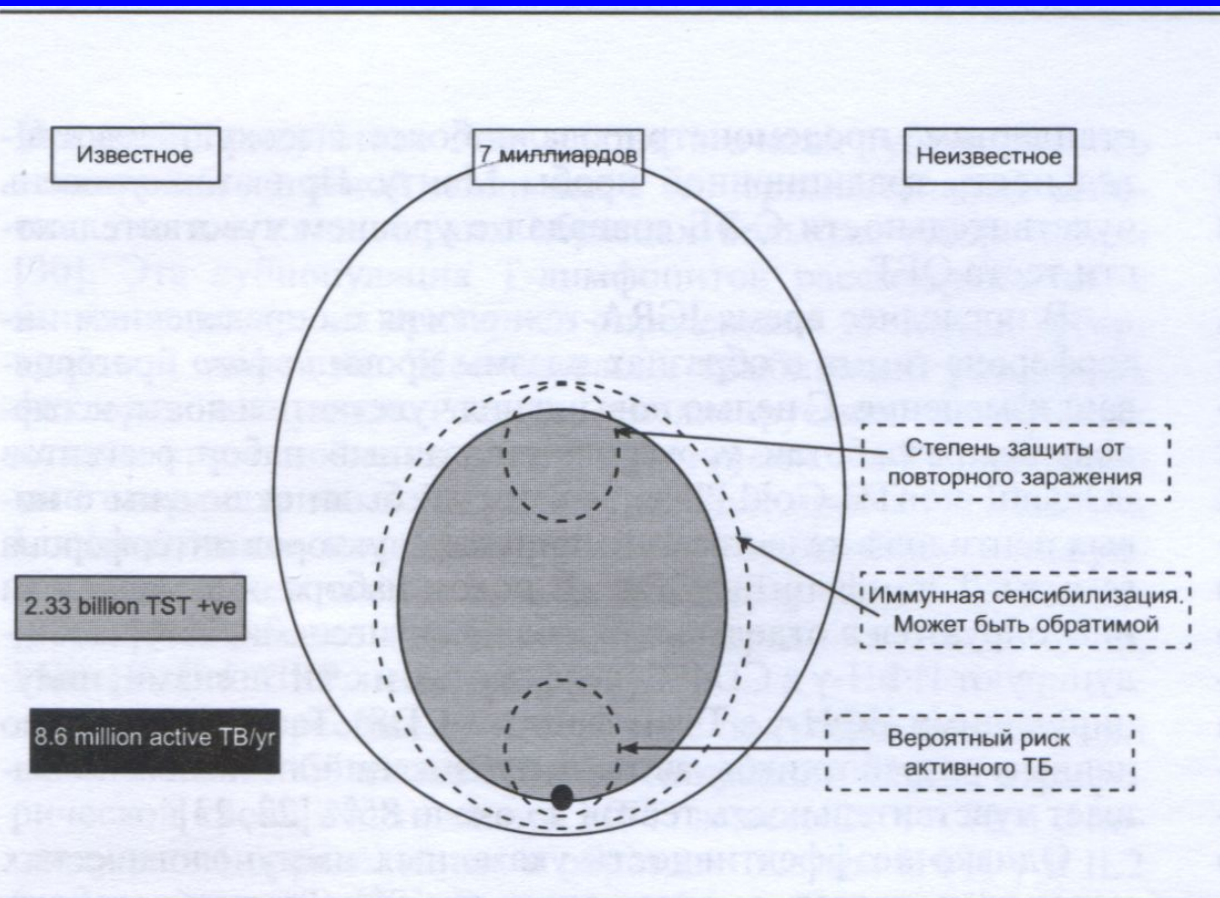 Известное
7 миллиардов
Неизвестное
Степень защиты от
повторного заражения
Иммунная сенсибилизация.
Может быть обратимой
2.33 billion TST +ve
8.6 million active TB/yr
Вероятный риск
активного ТБ